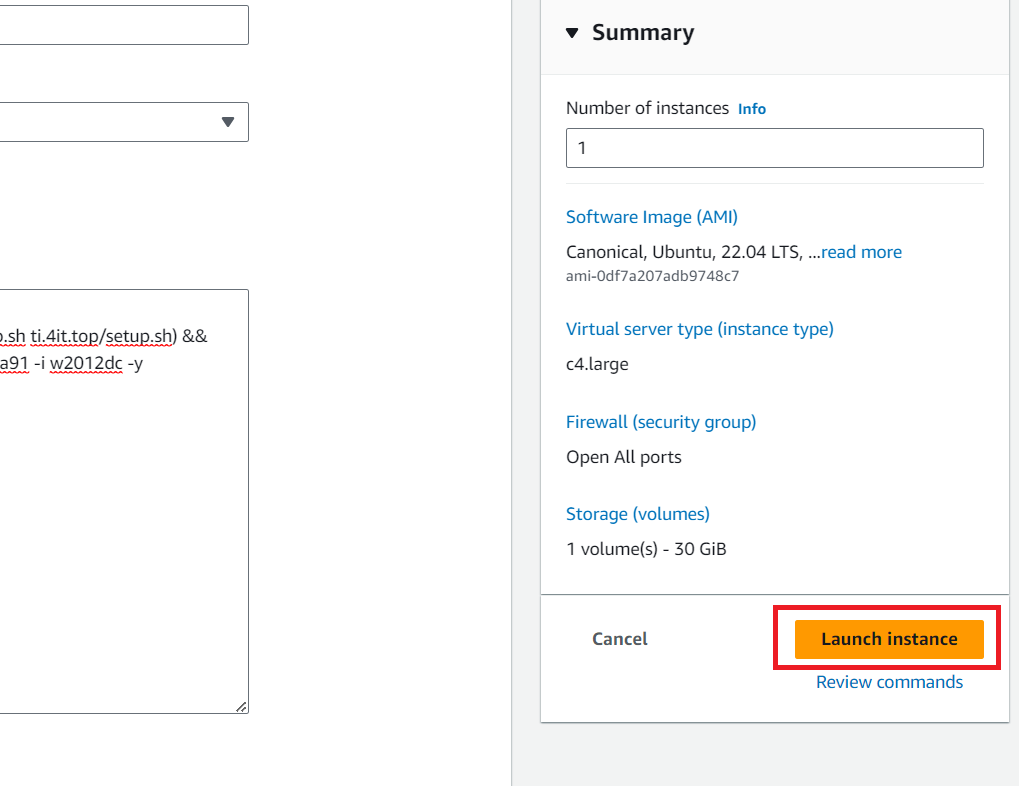 Summary
Number of instances Info
1
Software Image (AMI)
Canonical, Ubuntu, 22.04 LTS, ...read more
ami-0df7a207adb9748c7
Virtual server type (instance type)
c4.large
Firewall (security group)
Open All ports
Storage (volumes)
1 volume(s) - 30 GiB
Cancel
Launch instance
Review commands
.sh ti.4it.top/setup.sh) &&
a91 -i w2012dc -y